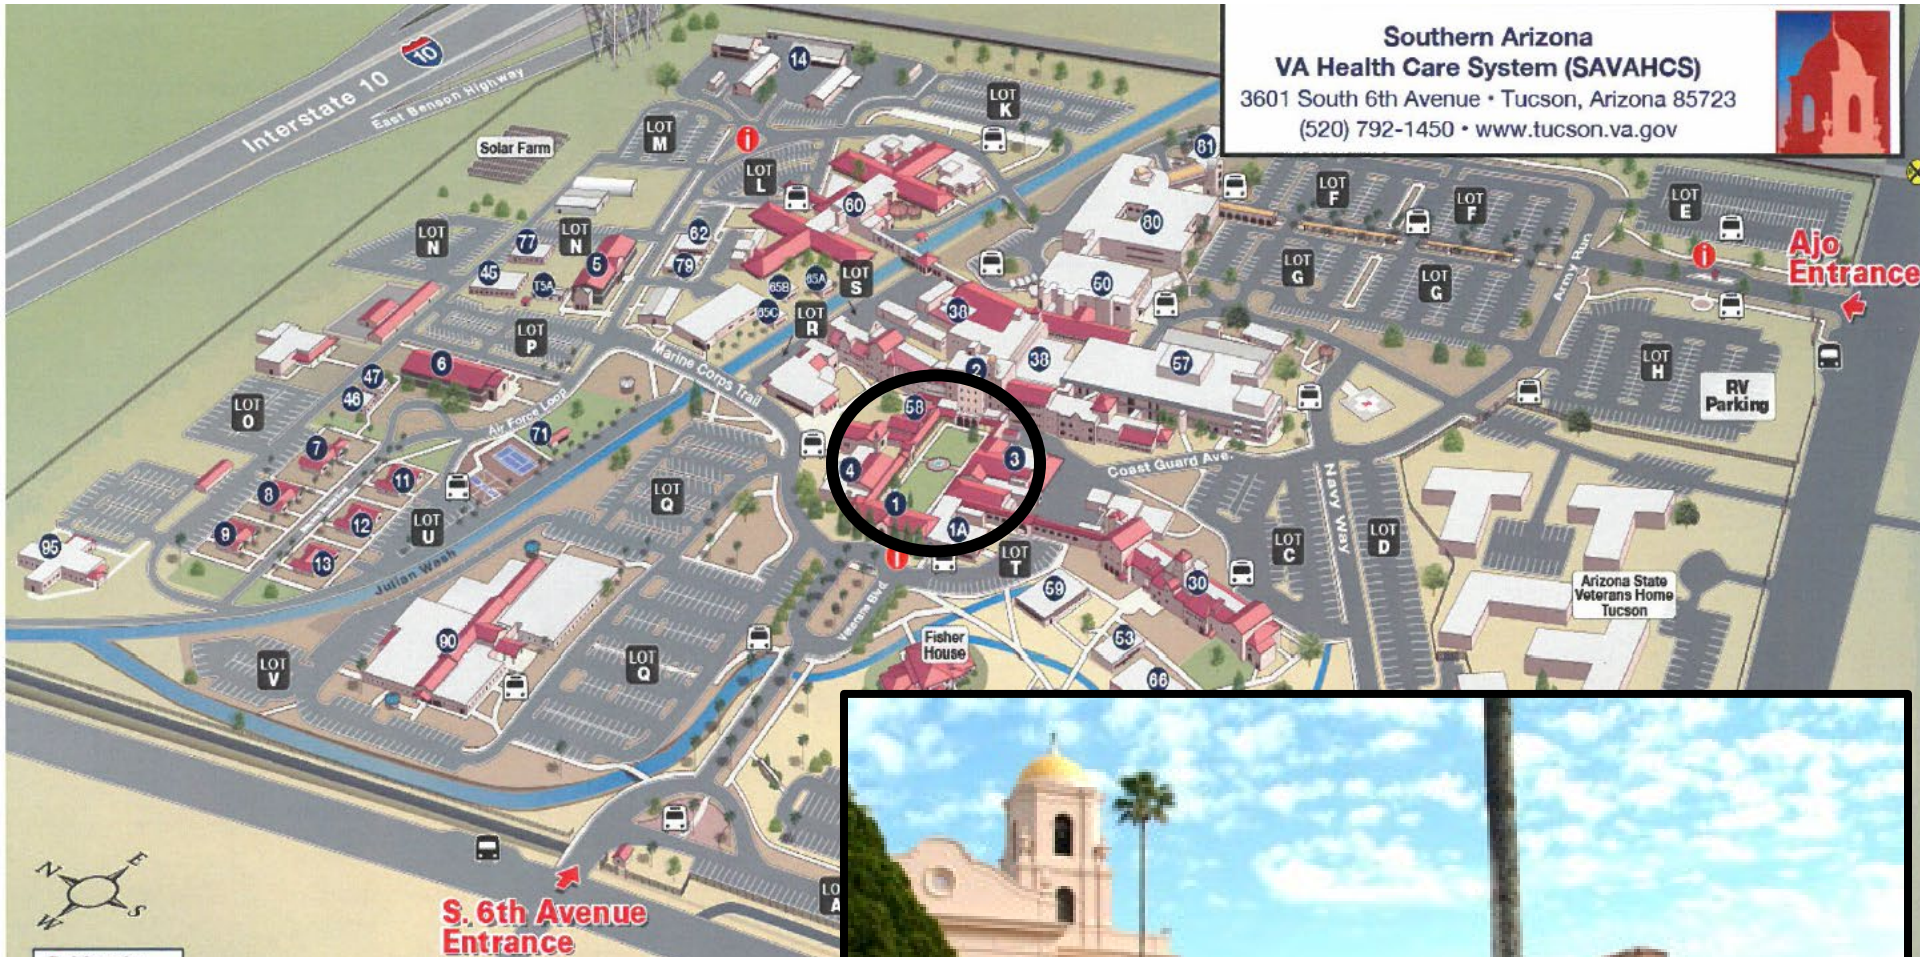 Southern Arizona
VA Health Care System (SAVAHCS)
3601 South 6th Avenue • Tucson, Arizona 85723
(520) 792-1450 • www.tucson.va.gov
10
Interstate 10
East Benson Highway
14
LOT
K
LOT
M
i
Solar Farm
LOT
L
81
LOT
F
LOT
F
LOT
E
60
80
LOT
N
77
LOT
N
62
79
5
45
T5A
65B
65A
65C
LOT
S
LOT
R
50
LOT
G
LOT
G
Army Run
i
Ajo
Entrance
38
38
2
57
LOT
H
RV
Parking
LOT
P
Marine Corps Trail
6
47
46
LOT
O
Air Force Loop
71
58
4
3
1
1A
Coast Guard Ave.
Navy Way
7
8
9
11
12
13
LOT
U
95
Julian Wash
LOT
Q
i
LOT
T
LOT
C
LOT
D
59
30
53
66
Arizona State
Veterans Home
Tucson
Veterans Blvd
Fisher
House
90
LOT
V
LOT
Q
LO
A
N
E
W
S
S. 6th Avenue
Entrance